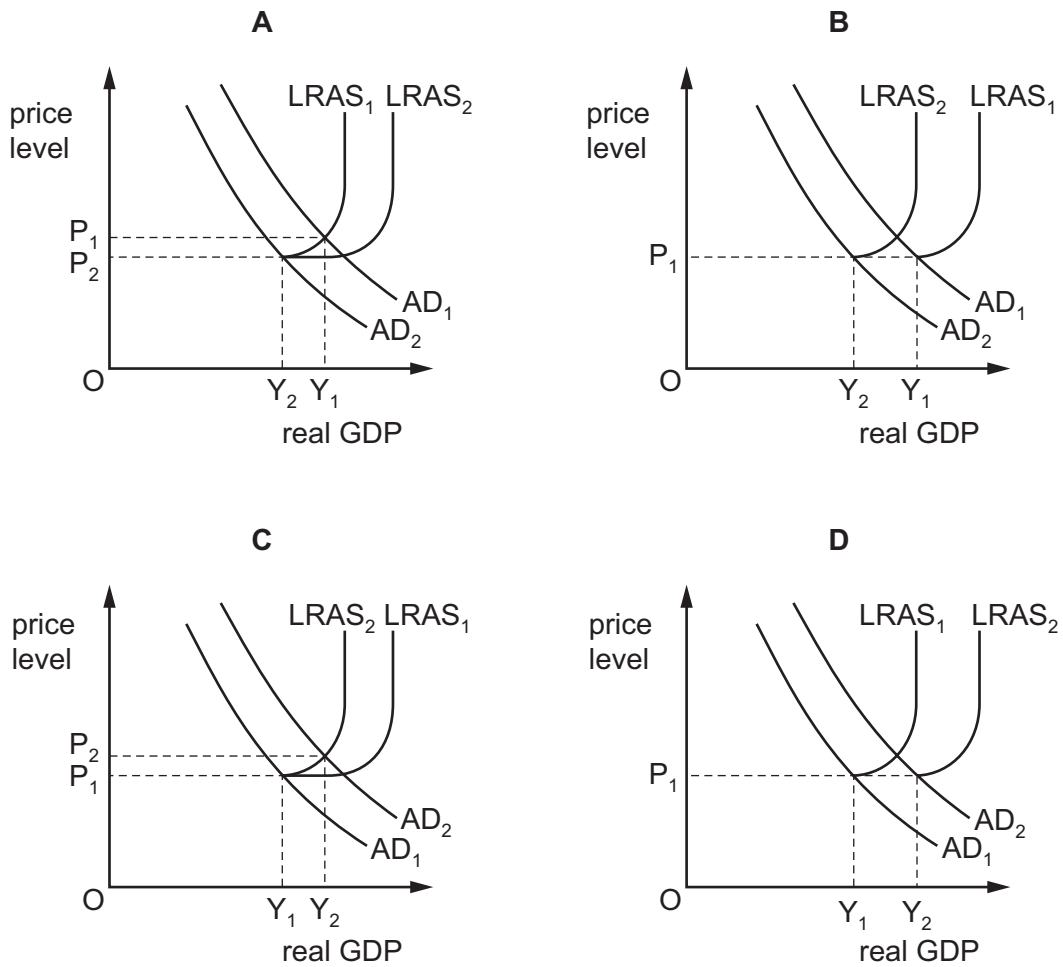 A
price
level
LRAS₁ LRAS₂
P₁
P₂
AD₁
AD₂
O
Y₂ Y₁
real GDP
B
price
level
LRAS₂ LRAS₁
P₁
AD₁
AD₂
O
Y₂ Y₁
real GDP
C
price
level
LRAS₂ LRAS₁
P₂
P₁
AD₂
AD₁
O
Y₁ Y₂
real GDP
D
price
level
LRAS₁ LRAS₂
P₁
AD₂
AD₁
O
Y₁ Y₂
real GDP